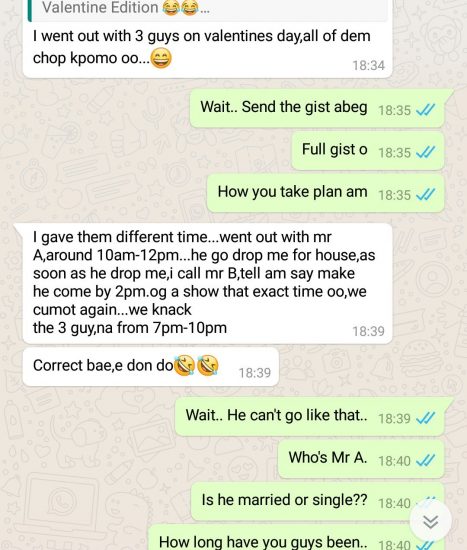 Valentine Edition 😂😂...
I went out with 3 guys on valentines day,all of dem
chop kpomo oo...😄
18:34
Wait.. Send the gist abeg 18:35
Full gist o 18:35
How you take plan am 18:35
I gave them different time...went out with mr
A,around 10am-12pm...he go drop me for house,as
soon as he drop me,i call mr B,tell am say make
he come by 2pm.og a show that exact time oo,we
cumot again...we knack
the 3 guy,na from 7pm-10pm
18:39
Correct bae,e don do🤣🤣 18:39
Wait.. He can't go like that.. 18:39
Who's Mr A. 18:40
Is he married or single?? 18:40
How long have you guys been.. 18:40